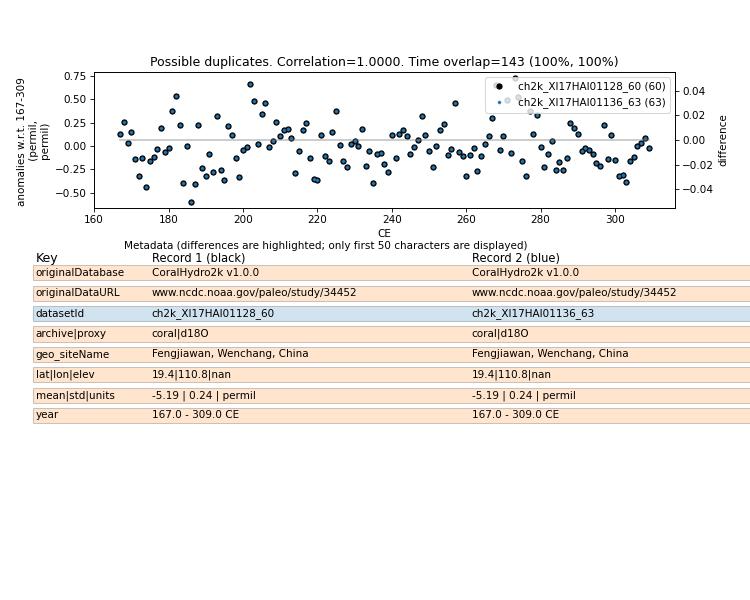 Possible duplicates. Correlation=1.0000. Time overlap=143 (100%, 100%)
anomalies w.r.t. 167-309
(permil,
permil)
0.75
0.50
0.25
0.00
−0.25
−0.50
ch2k_XI17HAI01128_60 (60)
ch2k_XI17HAI01136_63 (63)
0.04
0.02
0.00
−0.02
−0.04
difference
160 180 200 220 240 260 280 300
CE
Metadata (differences are highlighted; only first 50 characters are displayed)
Key Record 1 (black) Record 2 (blue)
originalDatabase CoralHydro2k v1.0.0 CoralHydro2k v1.0.0
originalDataURL www.ncdc.noaa.gov/paleo/study/34452 www.ncdc.noaa.gov/paleo/study/34452
datasetId ch2k_XI17HAI01128_60 ch2k_XI17HAI01136_63
archive|proxy coral|d18O coral|d18O
geo_siteName Fengjiawan, Wenchang, China Fengjiawan, Wenchang, China
lat|lon|elev 19.4|110.8|nan 19.4|110.8|nan
mean|std|units -5.19 | 0.24 | permil -5.19 | 0.24 | permil
year 167.0 - 309.0 CE 167.0 - 309.0 CE